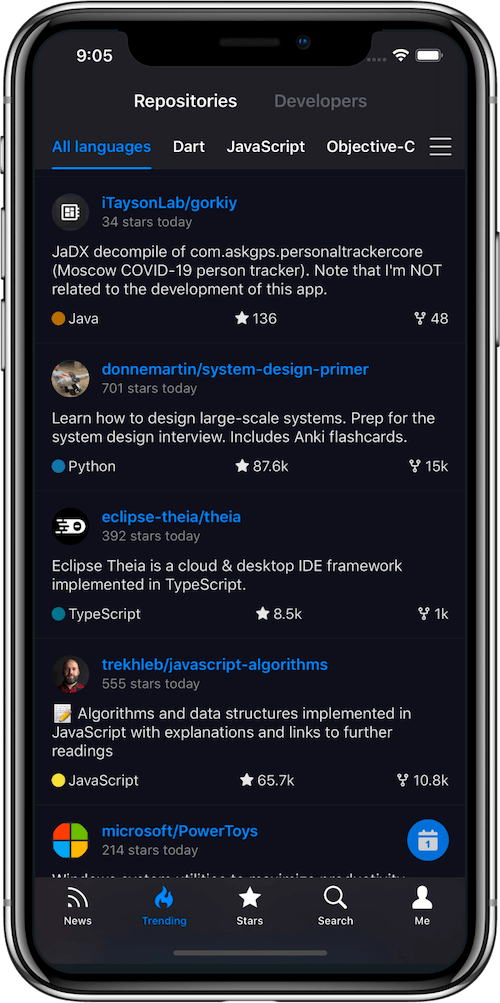 9:05
Repositories Developers
All languages Dart JavaScript Objective-C
iTaysonLab/gorkiy
34 stars today
JaDX decompile of com.askgps.personaltrackercore
(Moscow COVID-19 person tracker). Note that I'm NOT
related to the development of this app.
Java 136 48
donnemartin/system-design-primer
701 stars today
Learn how to design large-scale systems. Prep for the
system design interview. Includes Anki flashcards.
Python 87.6k 15k
eclipse-theia/theia
392 stars today
Eclipse Theia is a cloud & desktop IDE framework
implemented in TypeScript.
TypeScript 8.5k 1k
trekhleb/javascript-algorithms
555 stars today
📝 Algorithms and data structures implemented in
JavaScript with explanations and links to further
readings
JavaScript 65.7k 10.8k
microsoft/PowerToys
214 stars today
1
Windows system utilities to maximize productivity
News Trending Stars Search Me